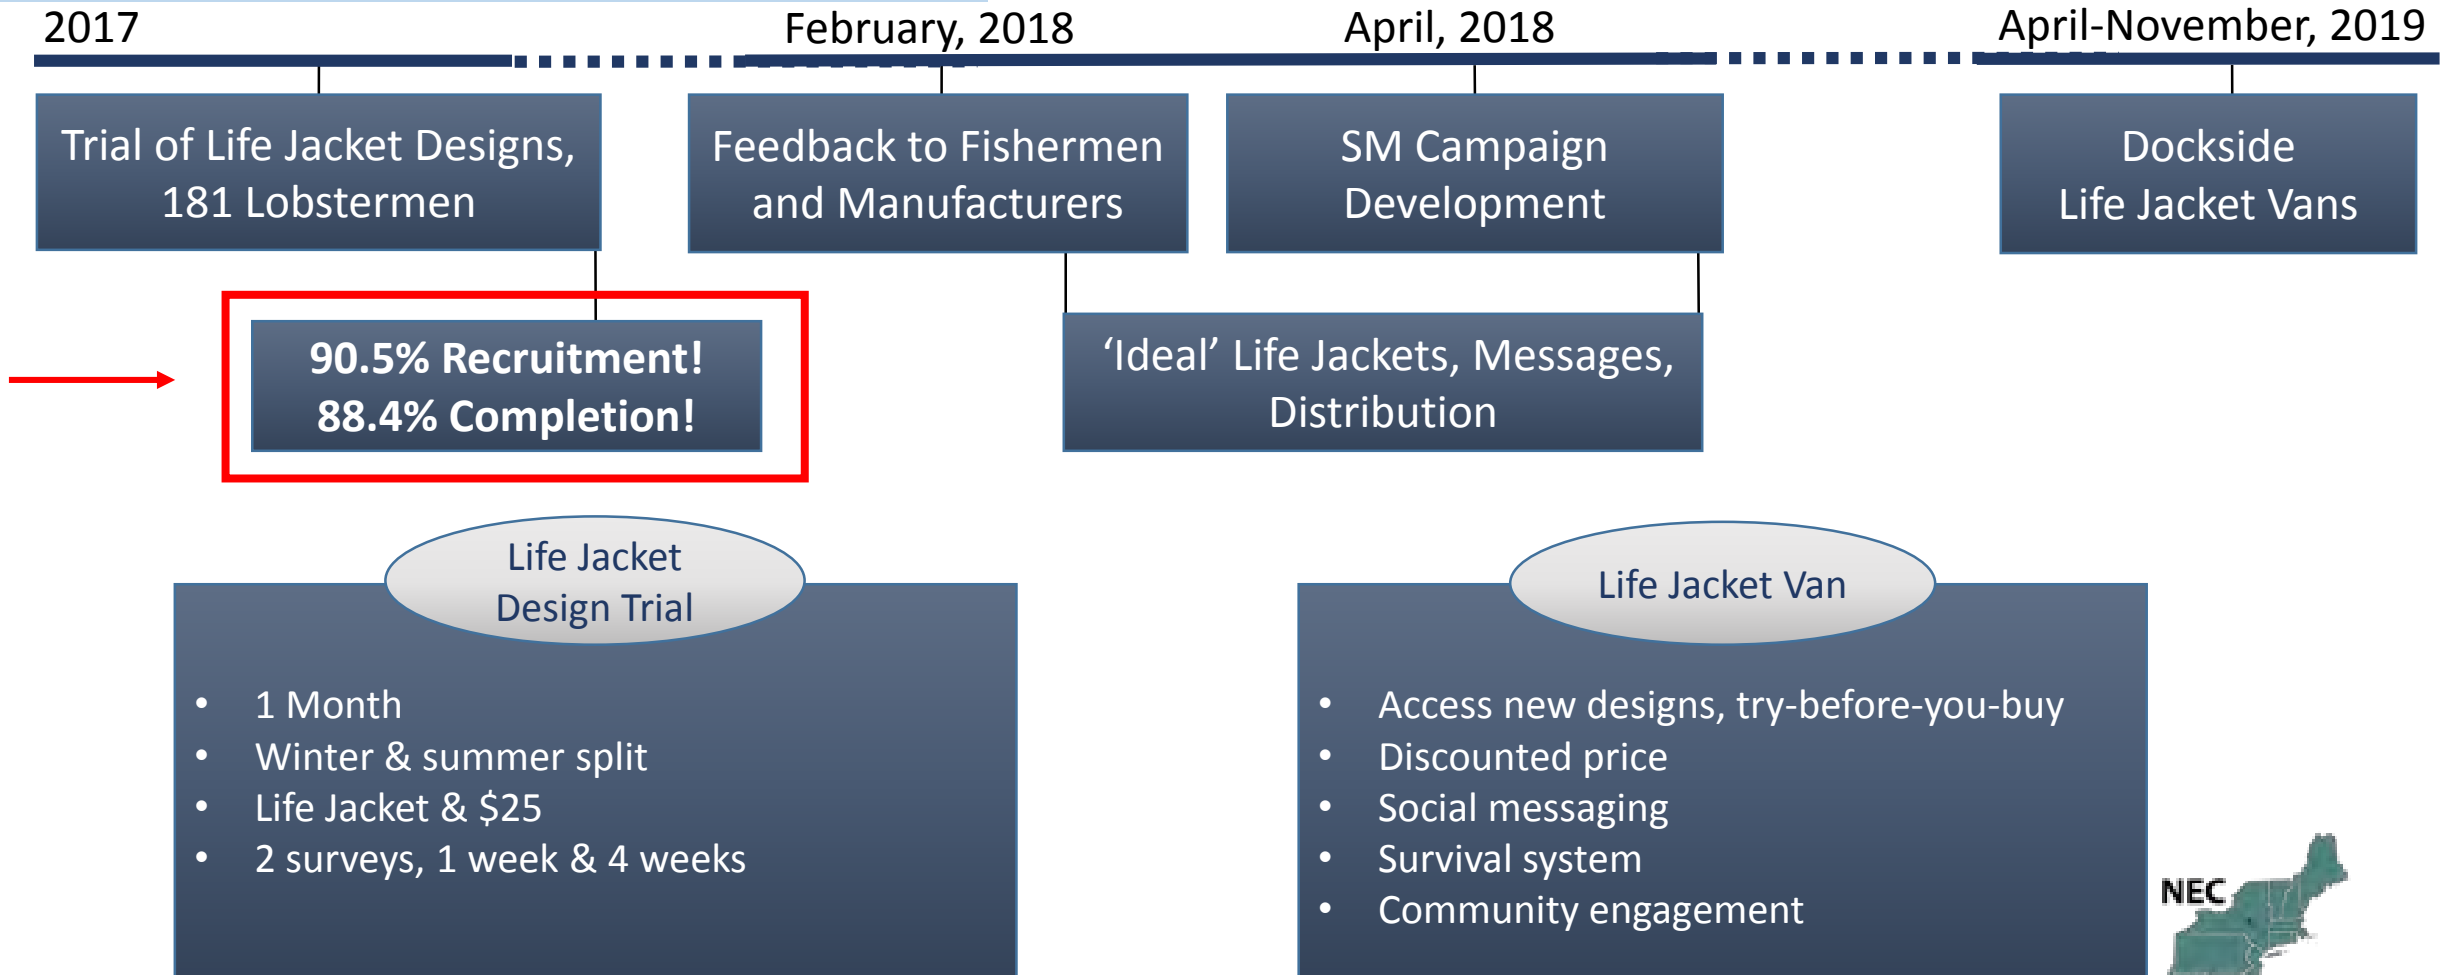 2017
February, 2018
April, 2018
April-November, 2019
Trial of Life Jacket Designs,
181 Lobstermen
Feedback to Fishermen
and Manufacturers
SM Campaign
Development
Dockside
Life Jacket Vans
90.5% Recruitment!
88.4% Completion!
‘Ideal’ Life Jackets, Messages,
Distribution
Life Jacket
Design Trial
• 1 Month
• Winter & summer split
• Life Jacket & $25
• 2 surveys, 1 week & 4 weeks
Life Jacket Van
• Access new designs, try-before-you-buy
• Discounted price
• Social messaging
• Survival system
• Community engagement
NEC